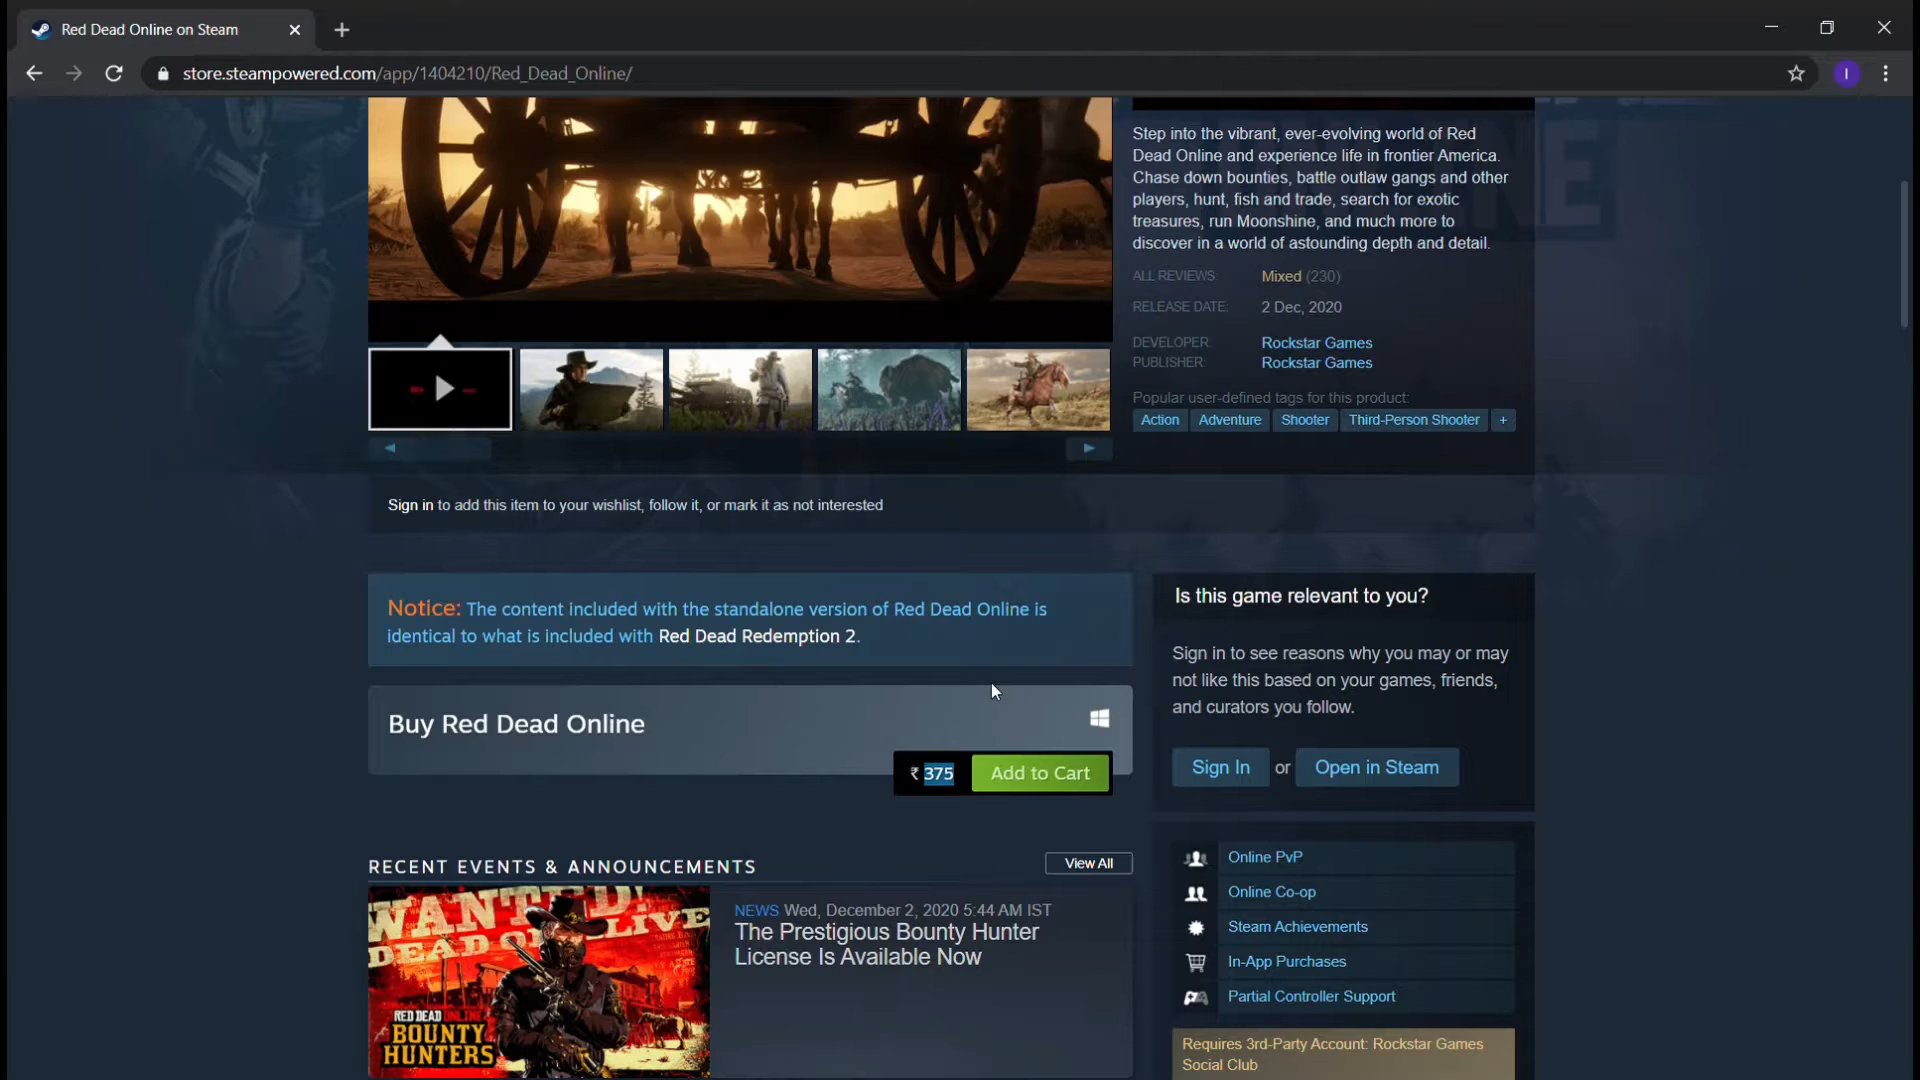 Red Dead Online on Steam
store.steampowered.com/app/1404210/Red_Dead_Online/
I
Step into the vibrant, ever-evolving world of Red
Dead Online and experience life in frontier America.
Chase down bounties, battle outlaw gangs and other
players, hunt, fish and trade, search for exotic
treasures, run Moonshine, and much more to
discover in a world of astounding depth and detail.
ALL REVIEWS: Mixed (230)
RELEASE DATE: 2 Dec, 2020
DEVELOPER: Rockstar Games
PUBLISHER: Rockstar Games
Popular user-defined tags for this product:
Action Adventure Shooter Third-Person Shooter +
Sign in to add this item to your wishlist, follow it, or mark it as not interested
Notice: The content included with the standalone version of Red Dead Online is
identical to what is included with Red Dead Redemption 2.
Buy Red Dead Online
₹ 375 Add to Cart
Is this game relevant to you?
Sign in to see reasons why you may or may
not like this based on your games, friends,
and curators you follow.
Sign In or Open in Steam
RECENT EVENTS & ANNOUNCEMENTS View All
WANTED!
DEAD OR ALIVE
RED DEAD ONLINE
BOUNTY
HUNTERS
NEWS Wed, December 2, 2020 5:44 AM IST
The Prestigious Bounty Hunter
License Is Available Now
Online PvP
Online Co-op
Steam Achievements
In-App Purchases
Partial Controller Support
Requires 3rd-Party Account: Rockstar Games
Social Club